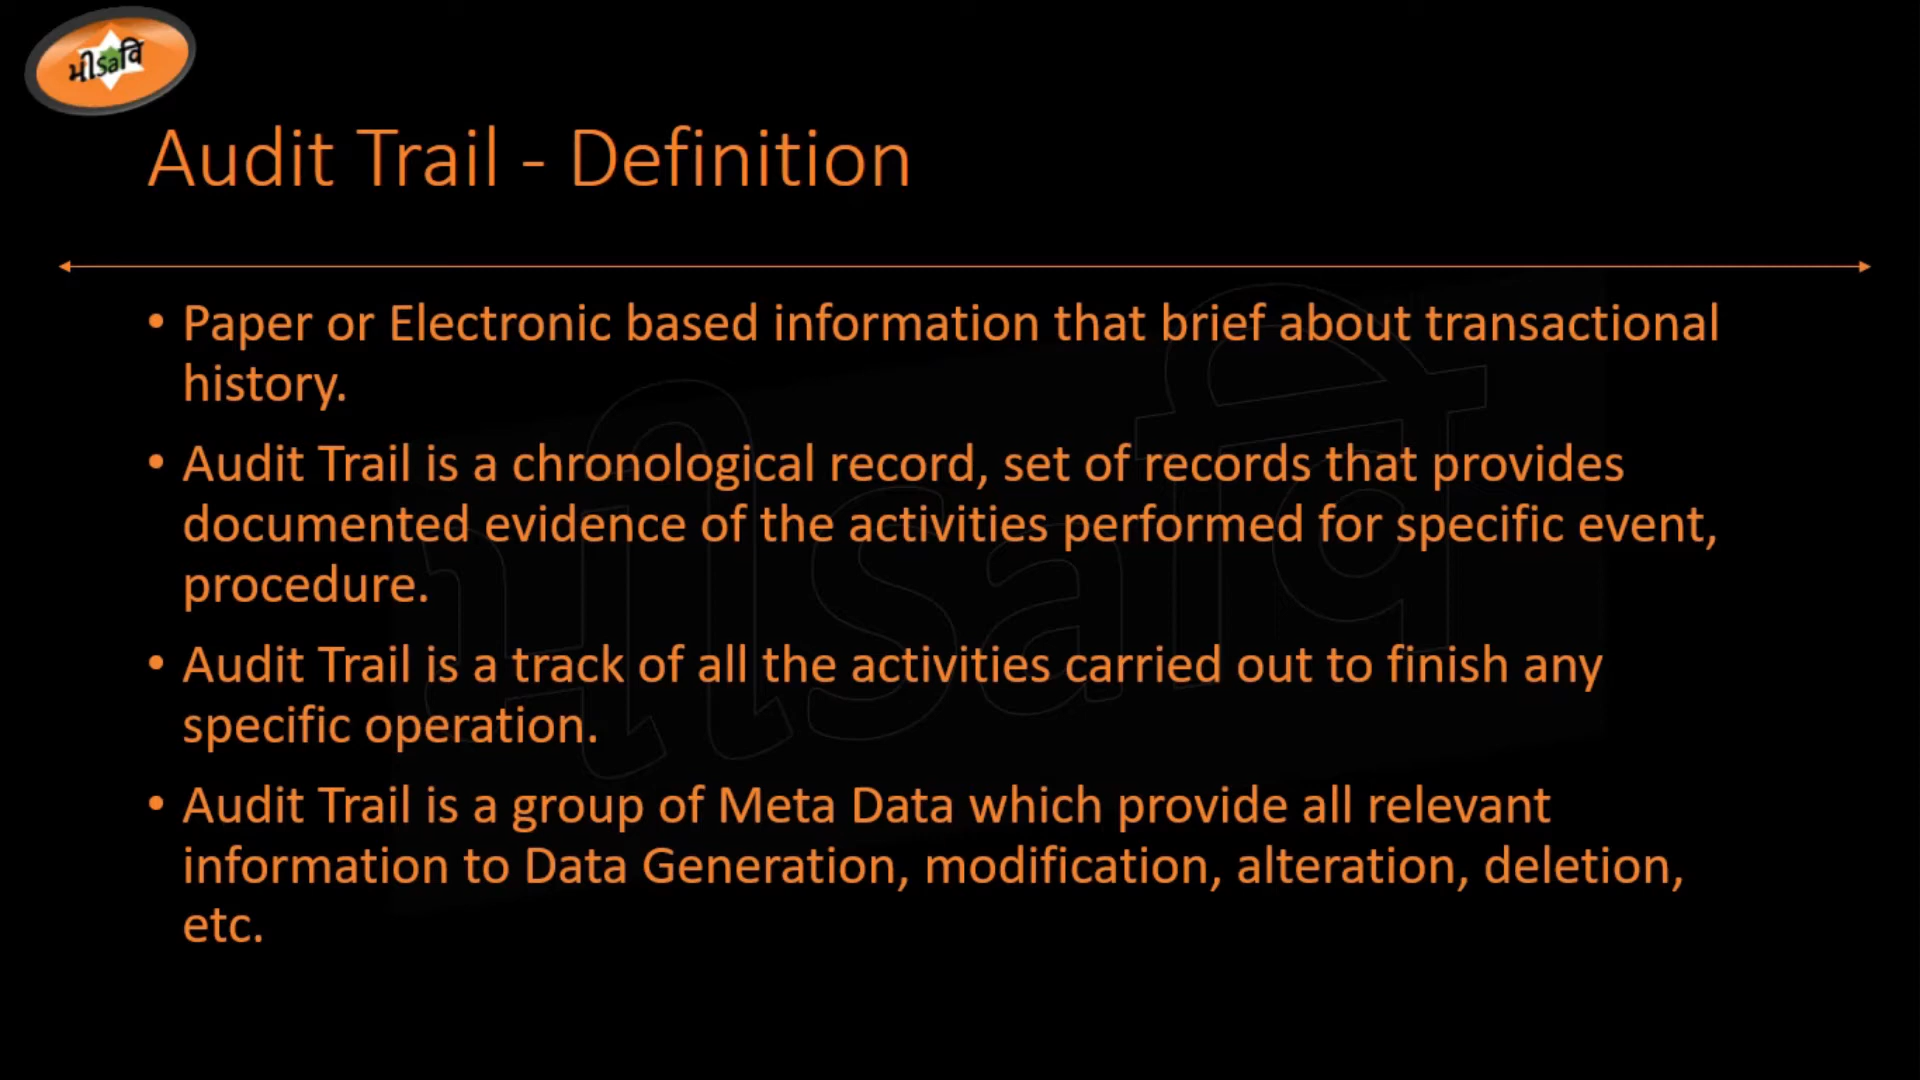 મીsaवि
Audit Trail - Definition
• Paper or Electronic based information that brief about transactional
history.
• Audit Trail is a chronological record, set of records that provides
documented evidence of the activities performed for specific event,
procedure.
• Audit Trail is a track of all the activities carried out to finish any
specific operation.
• Audit Trail is a group of Meta Data which provide all relevant
information to Data Generation, modification, alteration, deletion,
etc.